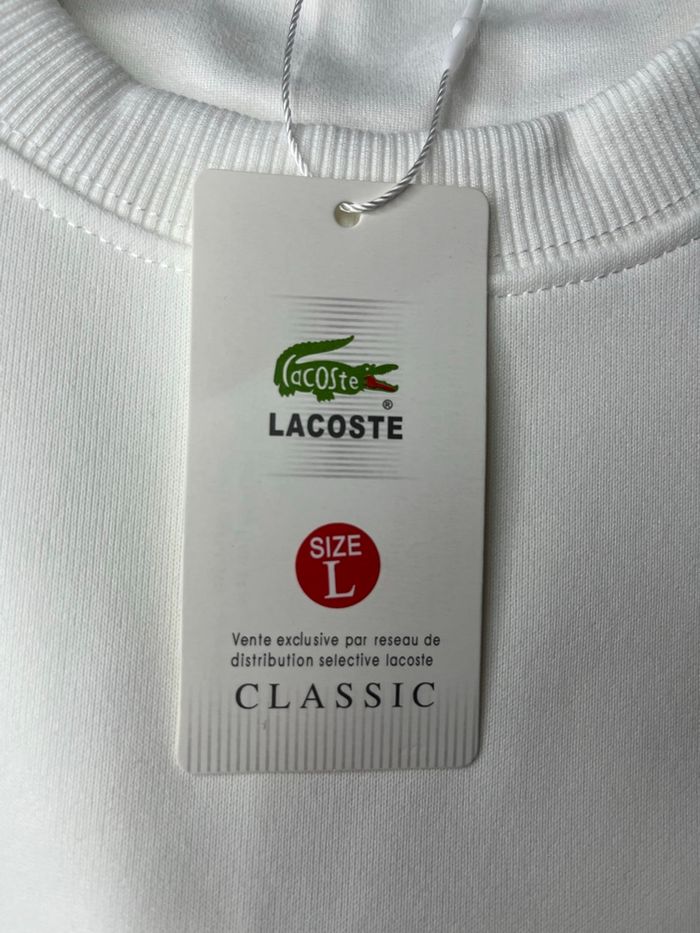 Lacoste
®
LACOSTE
SIZE
L
Vente exclusive par reseau de
distribution selective lacoste
CLASSIC